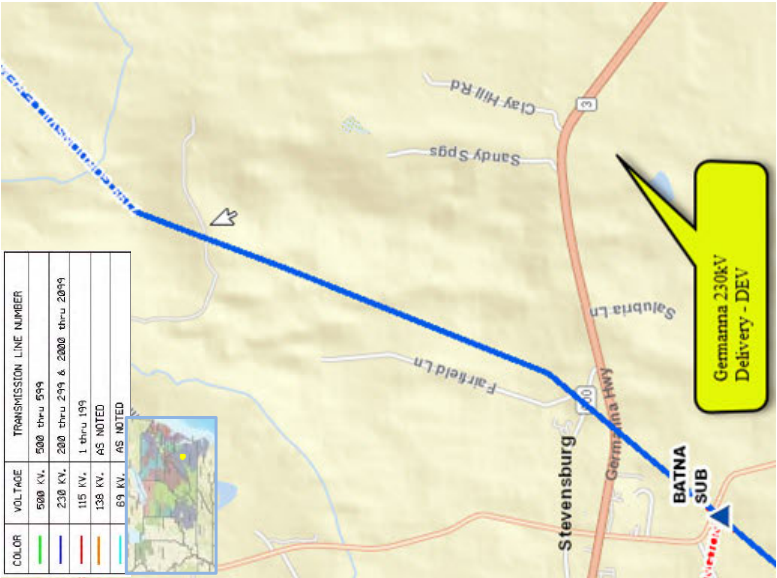 COLOR VOLTAGE TRANSMISSION LINE NUMBER
500 KV. 500 thru 599
230 KV. 200 thru 299 & 2000 thru 2099
115 KV. 1 thru 199
138 KV. AS NOTED
69 KV. AS NOTED
Clay Hill Rd
Sandy Spgs
3
Salubria Ln
Fairfield Ln
Germanna Hwy
Stevensburg
BATNA
SUB
Germanna 230kV
Delivery - DEV